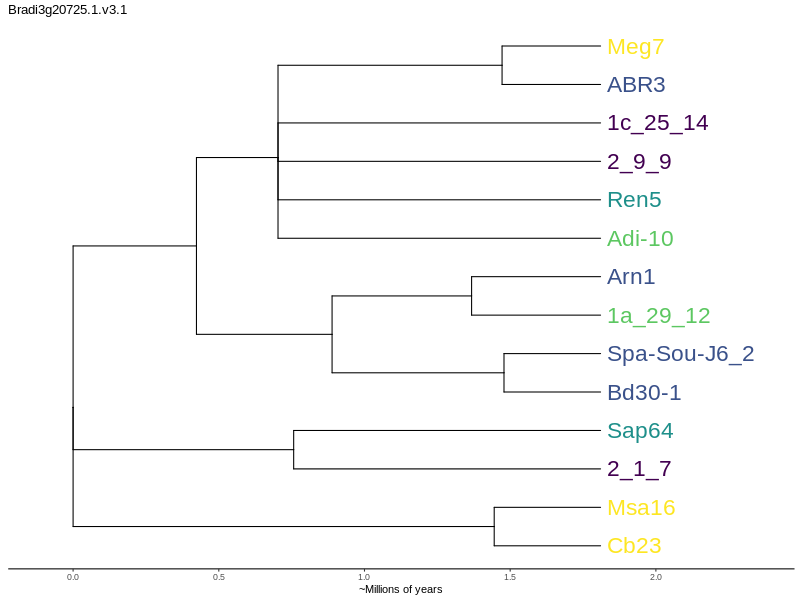 Bradi3g20725.1.v3.1
Meg7
ABR3
1c_25_14
2_9_9
Ren5
Adi-10
Arn1
1a_29_12
Spa-Sou-J6_2
Bd30-1
Sap64
2_1_7
Msa16
Cb23
0.0 0.5 1.0 1.5 2.0
~Millions of years